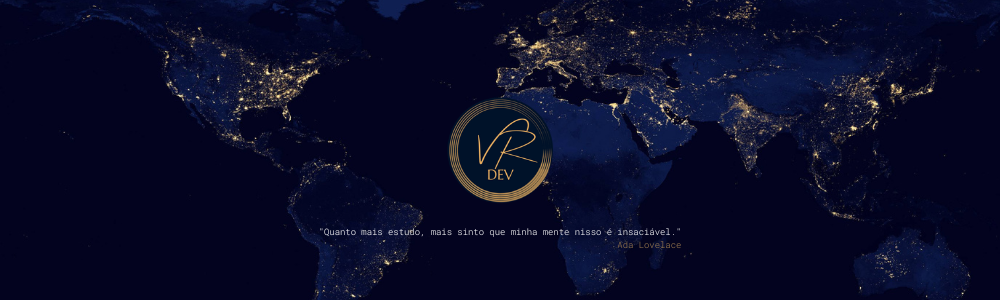 VR
DEV
"Quanto mais estudo, mais sinto que minha mente nisso é insaciável."
Ada Lovelace